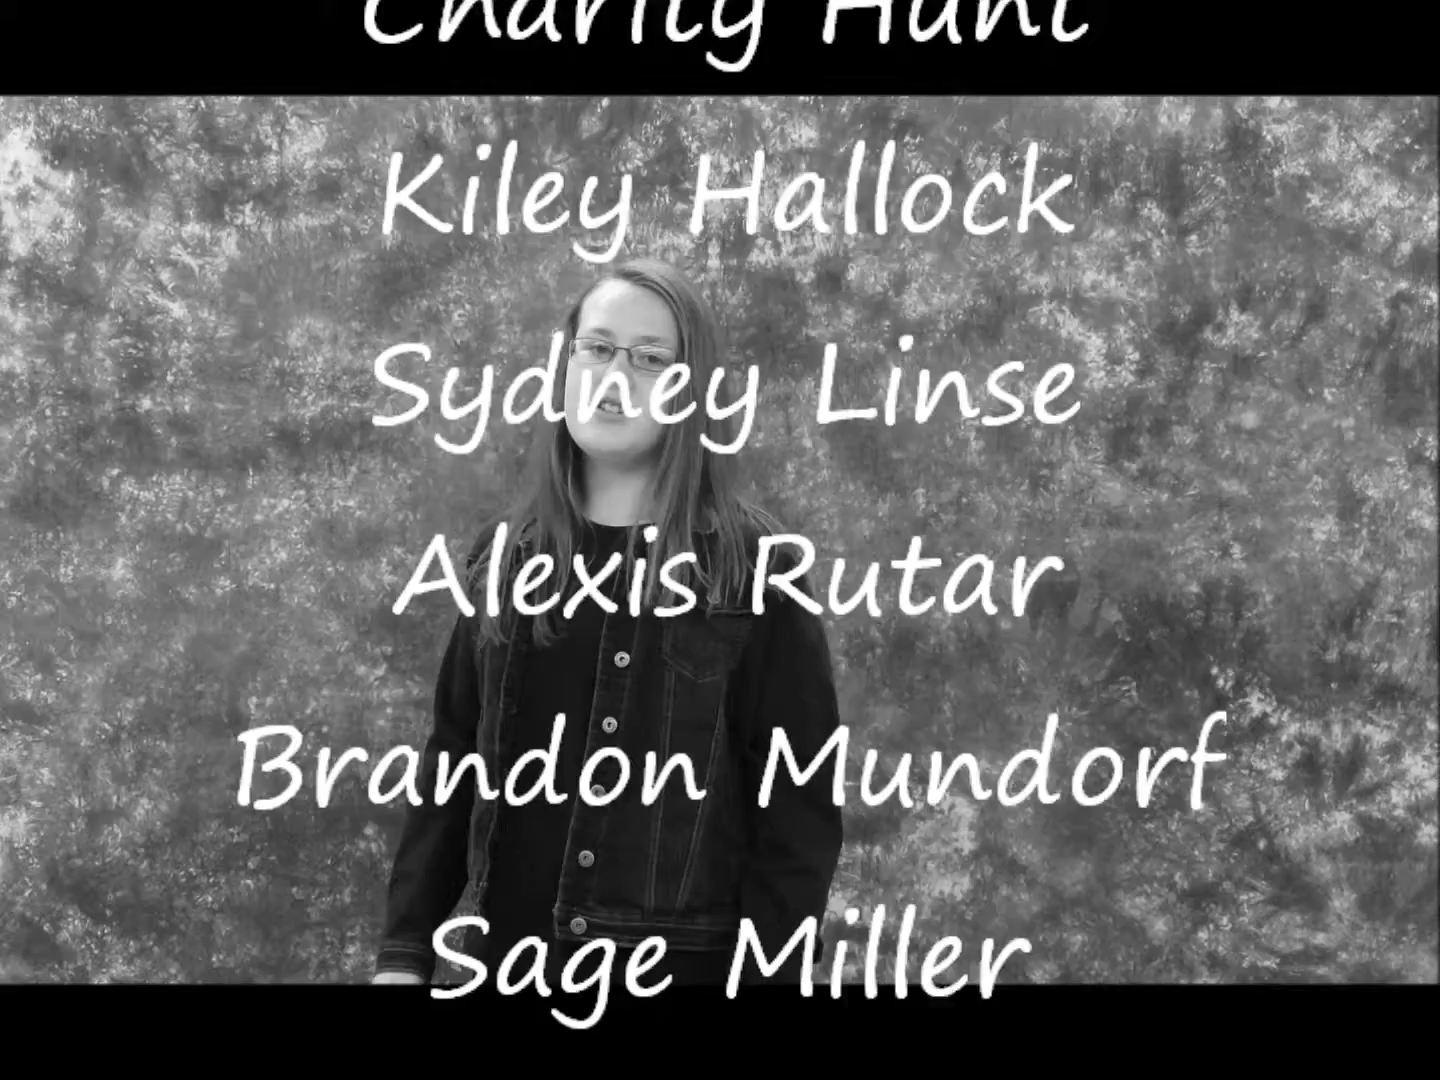 Charity Hunt
Kiley Hallock
Sydney Linse
Alexis Rutar
Brandon Mundorf
Sage Miller